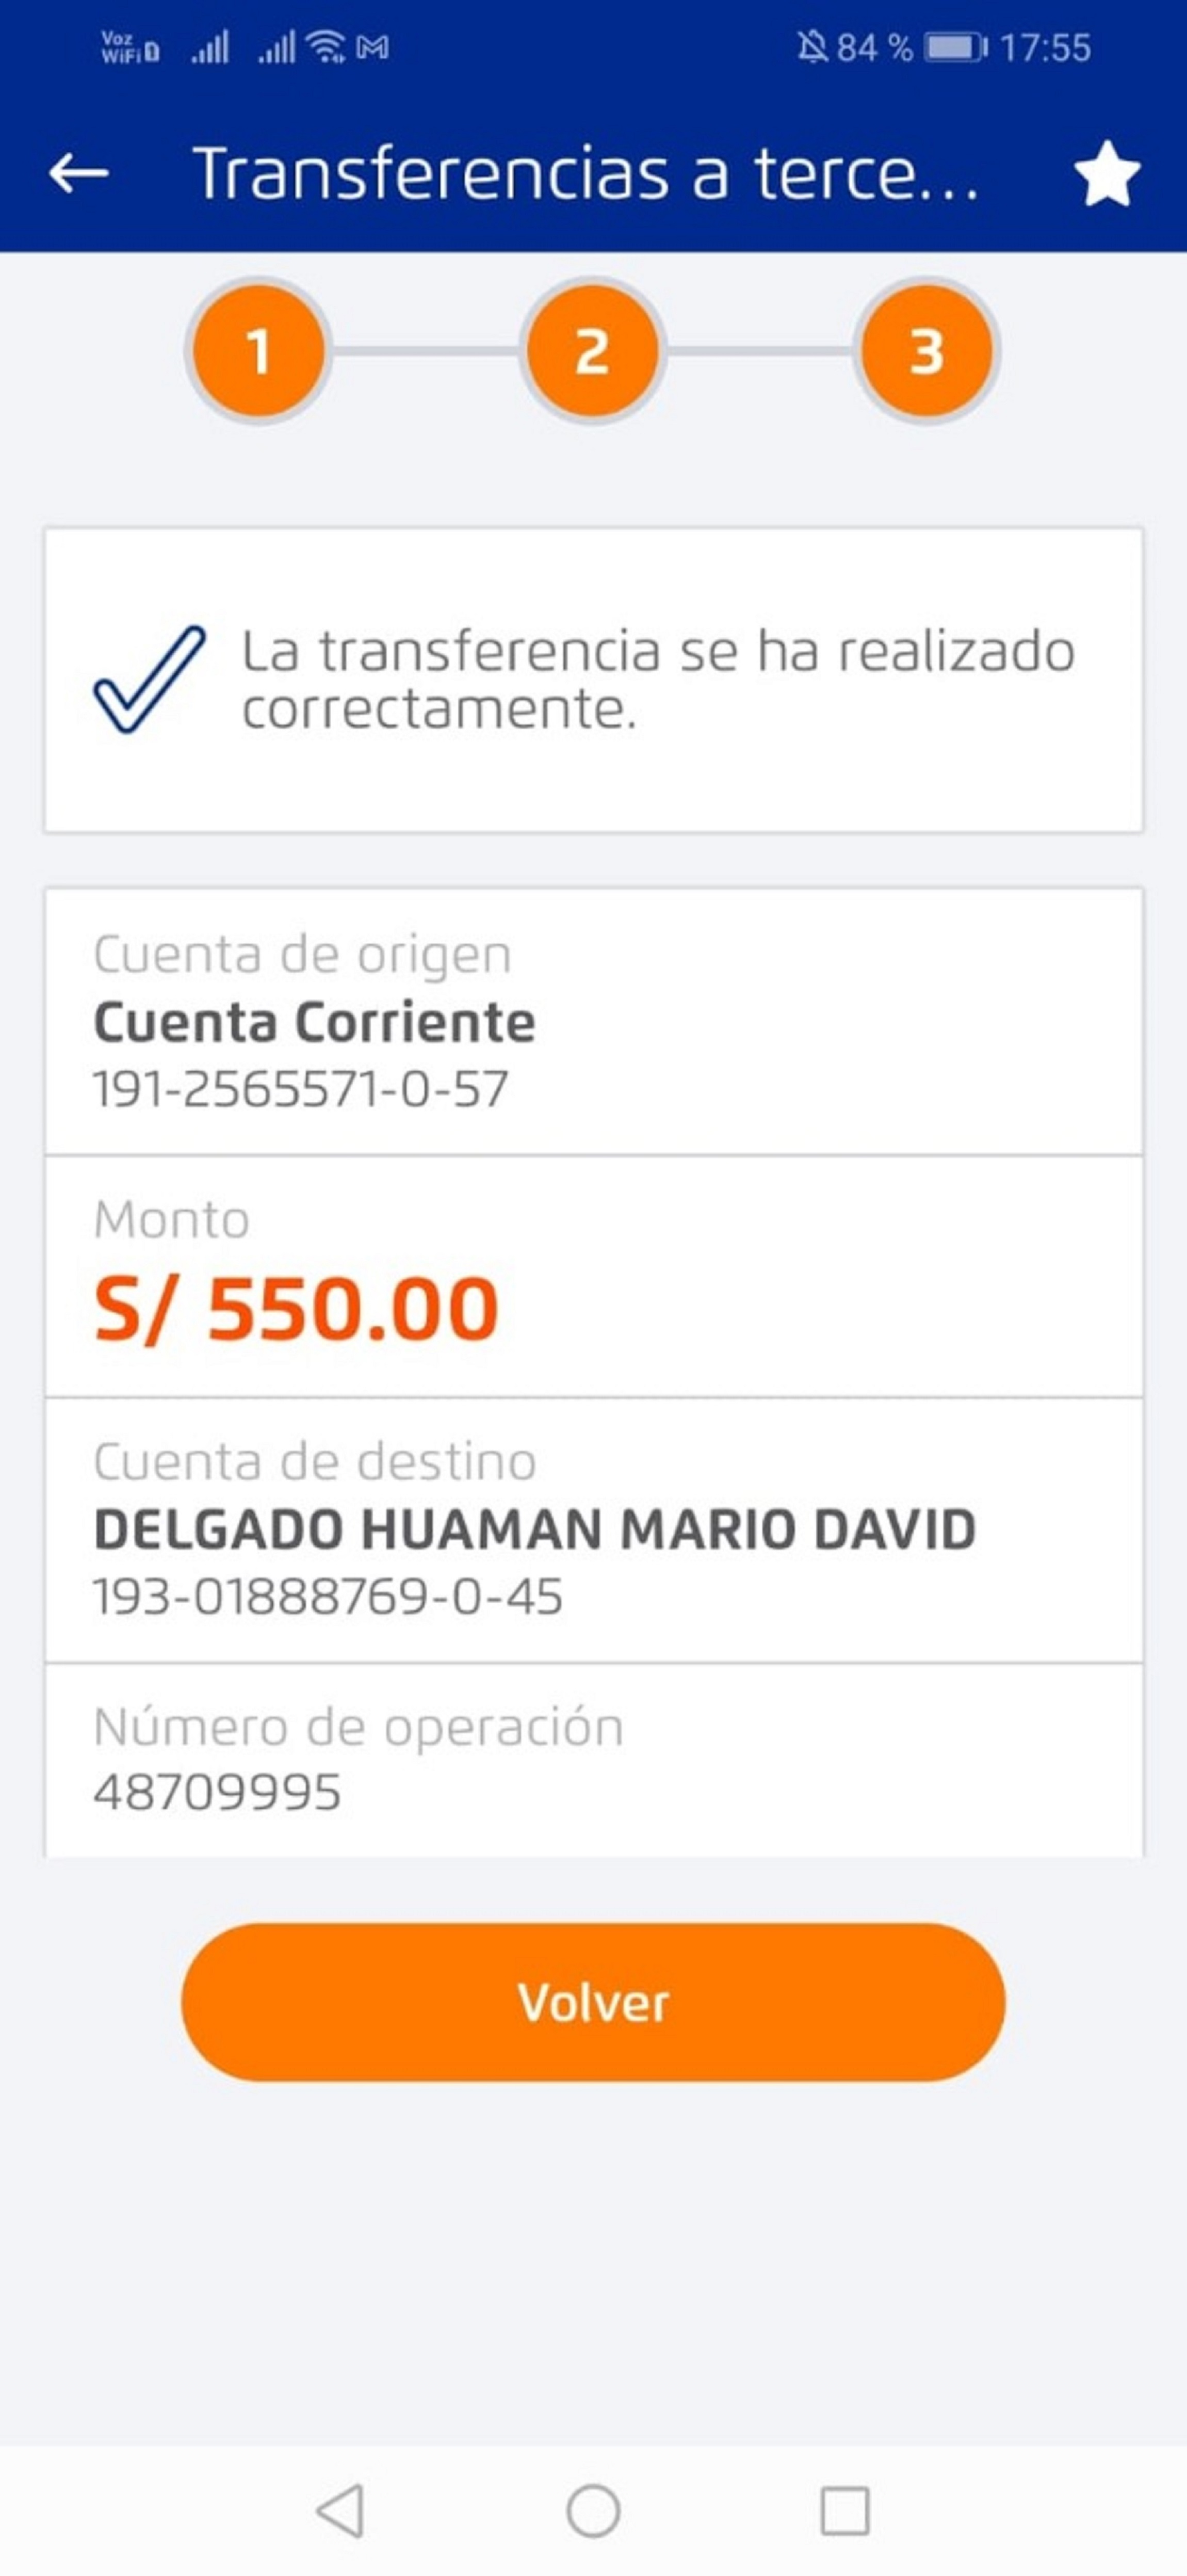 Voz
WiFi 1 84 % 17:55
Transferencias a terce...
1 2 3
La transferencia se ha realizado
correctamente.
Cuenta de origen
Cuenta Corriente
191-2565571-0-57
Monto
S/ 550.00
Cuenta de destino
DELGADO HUAMAN MARIO DAVID
193-01888769-0-45
Número de operación
48709995
Volver